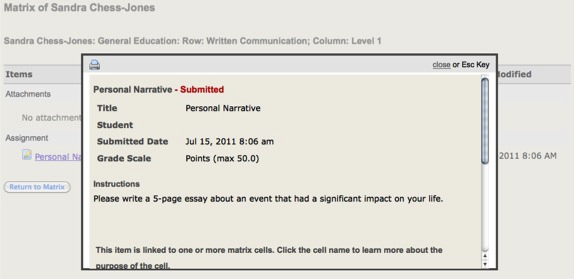 Matrix of Sandra Chess-Jones
Sandra Chess-Jones: General Education: Row: Written Communication; Column: Level 1
close or Esc Key
Items
Attachments
No attachment
Assignment
Personal Na
Return to Matrix
Personal Narrative - Submitted
Title Personal Narrative
Student
Submitted Date Jul 15, 2011 8:06 am
Grade Scale Points (max 50.0)
Instructions
Please write a 5-page essay about an event that had a significant impact on your life.
This item is linked to one or more matrix cells. Click the cell name to learn more about the
purpose of the cell.
2011 8:06 AM